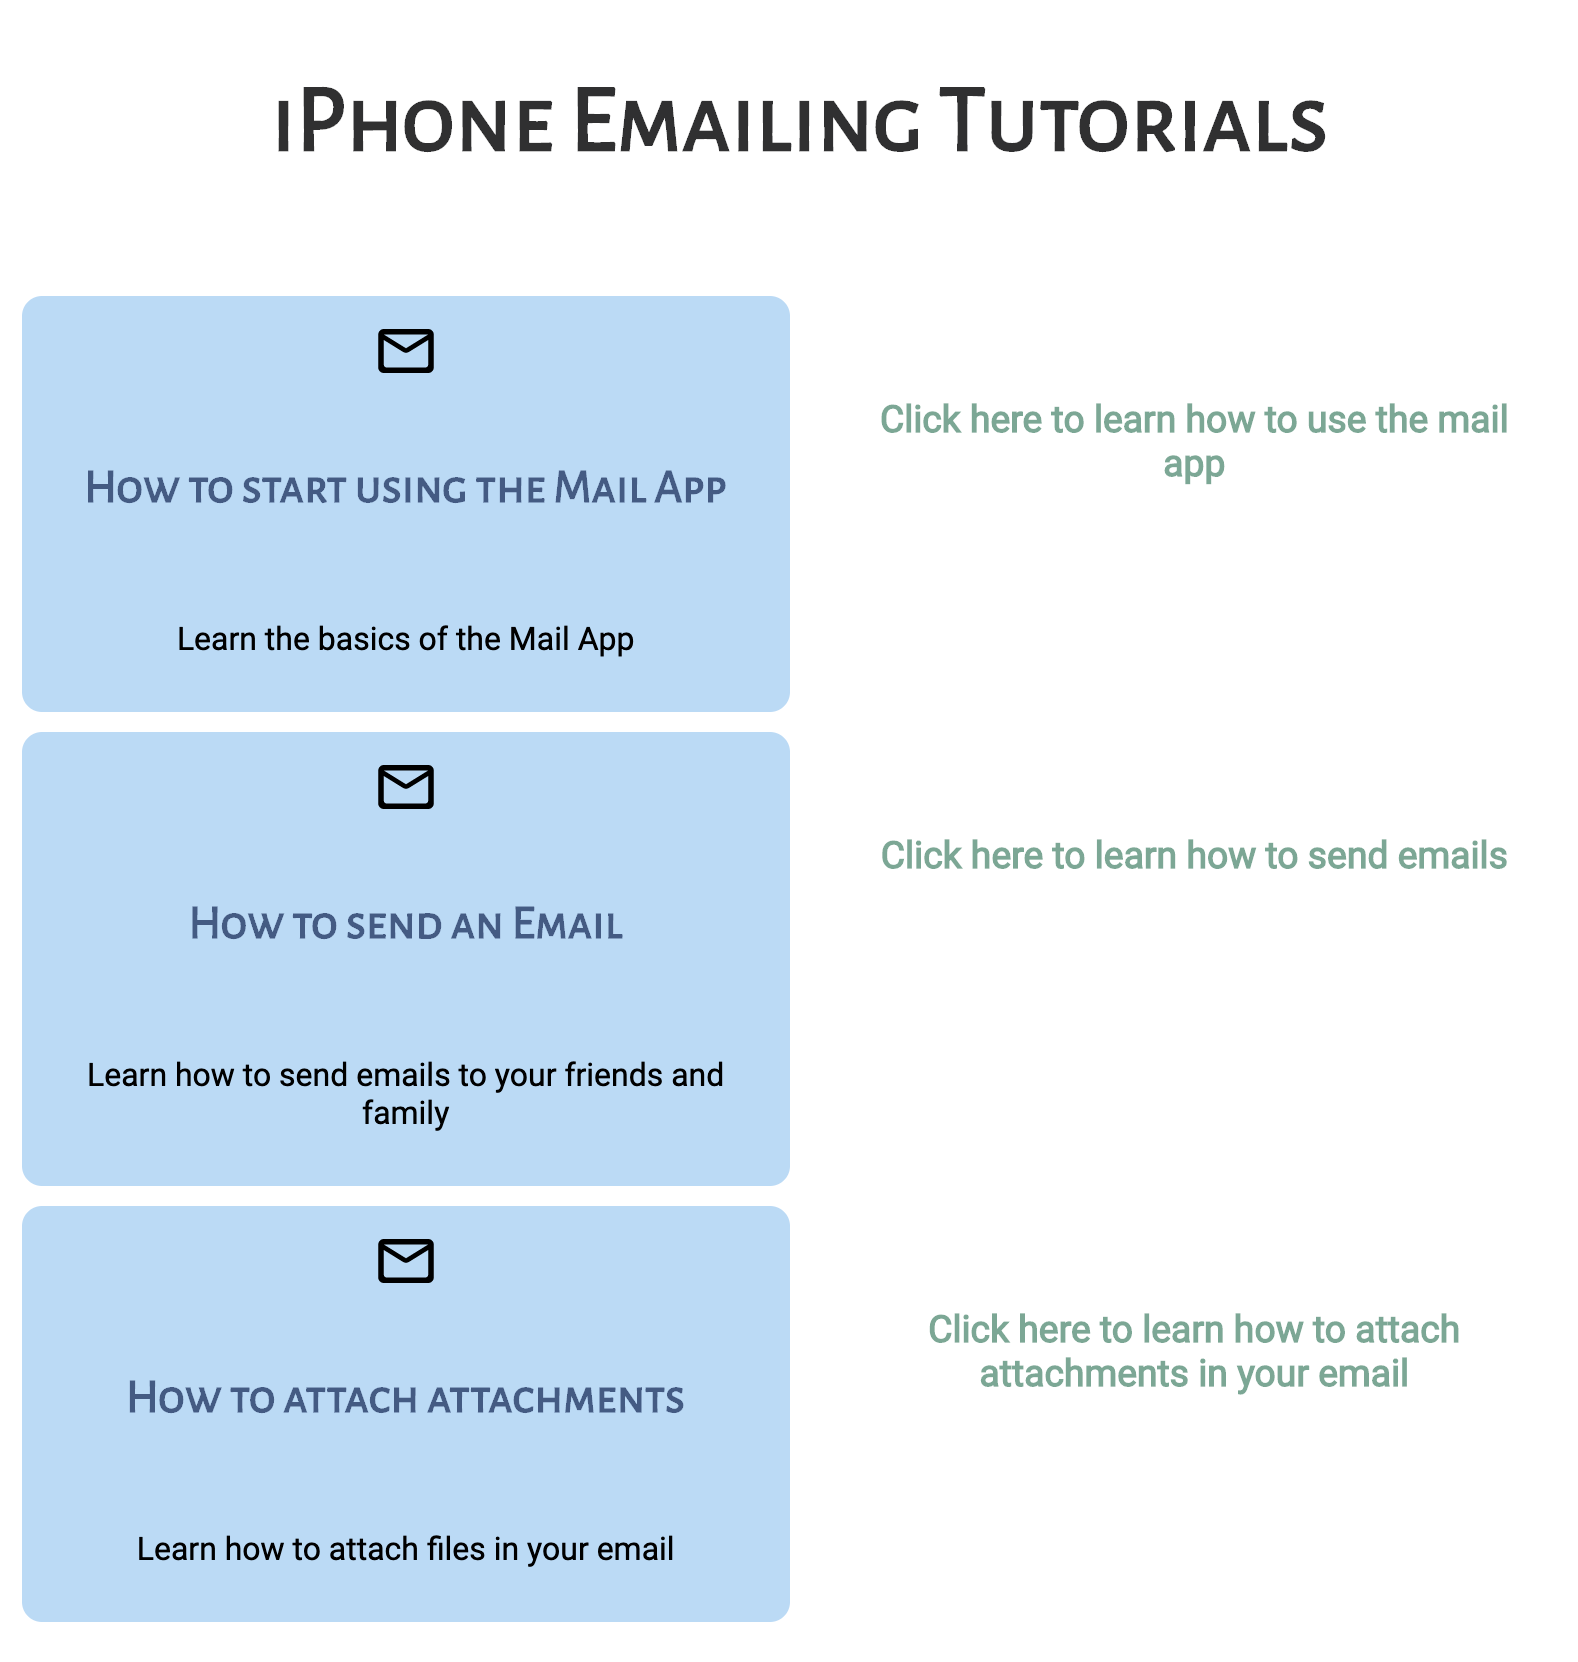 iPhone Emailing Tutorials
How to start using the Mail App
Learn the basics of the Mail App
Click here to learn how to use the mail
app
How to send an Email
Learn how to send emails to your friends and
family
Click here to learn how to send emails
How to attach attachments
Learn how to attach files in your email
Click here to learn how to attach
attachments in your email